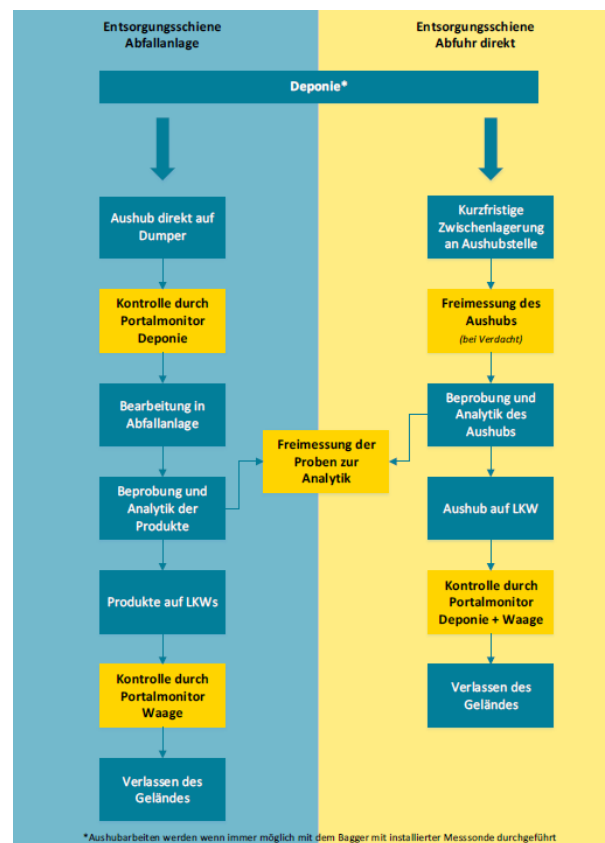 Entsorgungsschiene
Abfallanlage
Entsorgungsschiene
Abfuhr direkt
Deponie*
Aushub direkt auf
Dumper
Kontrolle durch
Portalmonitor
Deponie
Bearbeitung in
Abfallanlage
Beprobung und
Analytik der
Produkte
Produkte auf LKWs
Kontrolle durch
Portalmonitor
Waage
Verlassen des
Geländes
Freimessung der
Proben zur
Analytik
Kurzfristige
Zwischenlagerung
an Aushubstelle
Freimessung des
Aushubs
(bei Verdacht)
Beprobung und
Analytik des
Aushubs
Aushub auf LKW
Kontrolle durch
Portalmonitor
Deponie + Waage
Verlassen des
Geländes
*Aushubarbeiten werden wenn immer möglich mit dem Bagger mit installierter Messsonde durchgeführt